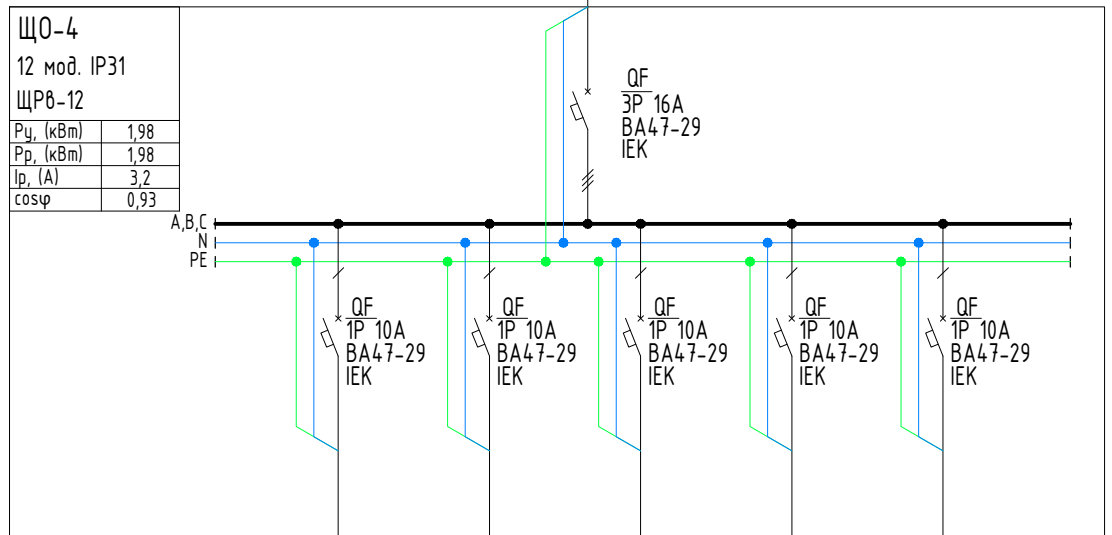 ЩО-4
12 мод. IP31
ЩРв-12
Ру, (кВт) 1,98
Рр, (кВт) 1,98
Iр, (А) 3,2
cosφ 0,93
QF
3P 16A
ВА47-29
IEK
A,B,C
N
PE
QF
1P 10A
ВА47-29
IEK
QF
1P 10A
ВА47-29
IEK
QF
1P 10A
ВА47-29
IEK
QF
1P 10A
ВА47-29
IEK
QF
1P 10A
ВА47-29
IEK